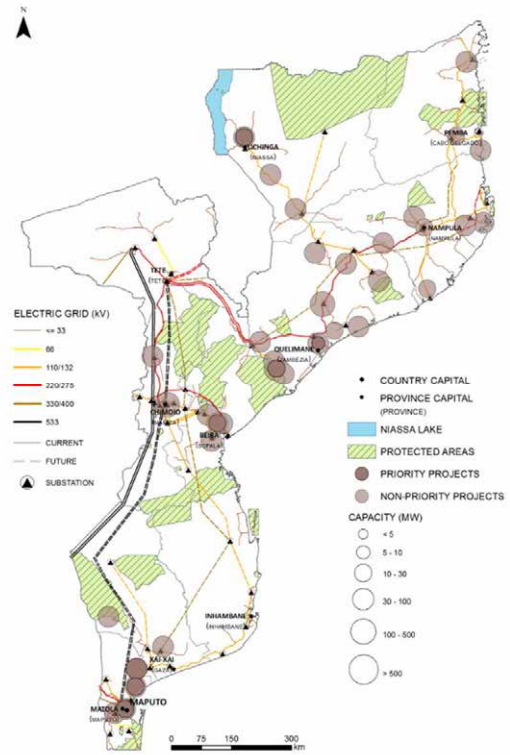 N
PEMBA
(CABO DELGADO)
LICHINGA
(NIASSA)
NAMPULA
(NAMPULA)
TETE
(TETE)
ELECTRIC GRID (kV)
<= 33
66
110/132
220/275
330/400
533
CURRENT
FUTURE
SUBSTATION
QUELIMANE
(ZAMBEZIA)
CHIMOIO
BEIRA
(SOFALA)
COUNTRY CAPITAL
PROVINCE CAPITAL
(PROVINCE)
NIASSA LAKE
PROTECTED AREAS
PRIORITY PROJECTS
NON-PRIORITY PROJECTS
CAPACITY (MW)
< 5
5 - 10
10 - 30
30 - 100
100 - 500
> 500
INHAMBANE
(INHAMBANE)
XAI-XAI
(GAZA)
MATOLA
(MAPUTO)
MAPUTO
0 75 150 300
km